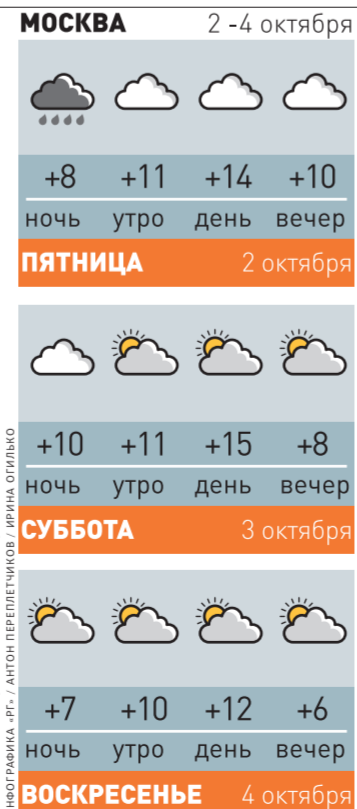 МОСКВА 2 -4 октября
+8 +11 +14 +10
ночь утро день вечер
ПЯТНИЦА 2 октября
+10 +11 +15 +8
ночь утро день вечер
СУББОТА 3 октября
+7 +10 +12 +6
ночь утро день вечер
ВОСКРЕСЕНЬЕ 4 октября
НФОГРАФИКА «РГ» / АНТОН ПЕРЕПЛЕТЧИКОВ / ИРИНА ОГИЛЬКО